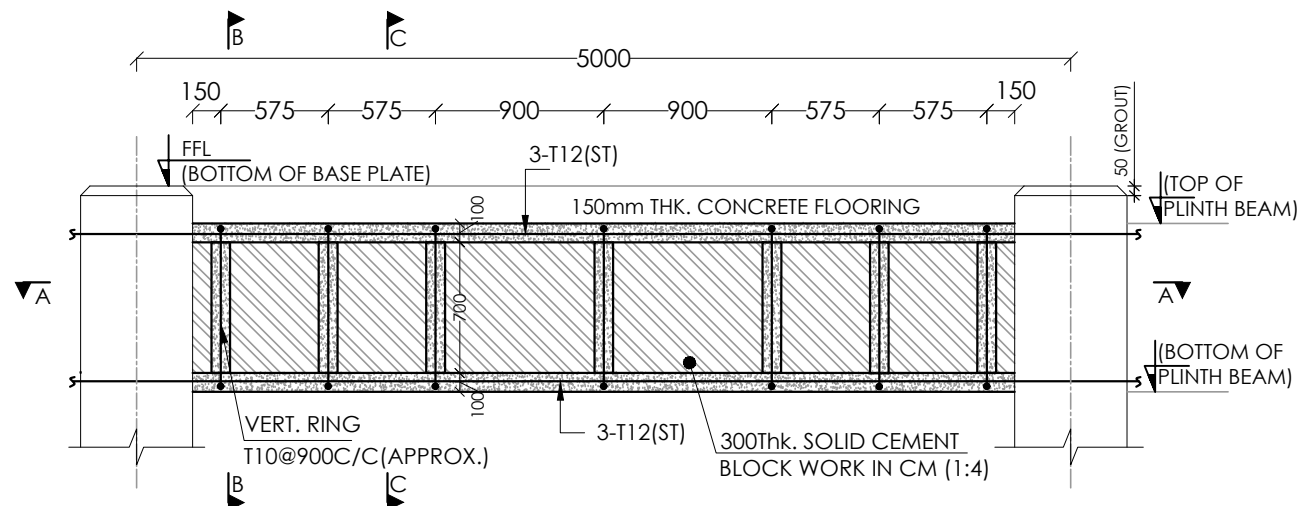 B
C
5000
150
575
575
900
900
575
575
150
50 (GROUT)
FFL
(BOTTOM OF BASE PLATE)
3-T12(ST)
100
150mm THK. CONCRETE FLOORING
(TOP OF
PLINTH BEAM)
A
700
A
(BOTTOM OF
PLINTH BEAM)
100
VERT. RING
T10@900C/C(APPROX.)
3-T12(ST)
300Thk. SOLID CEMENT
BLOCK WORK IN CM (1:4)
B
C